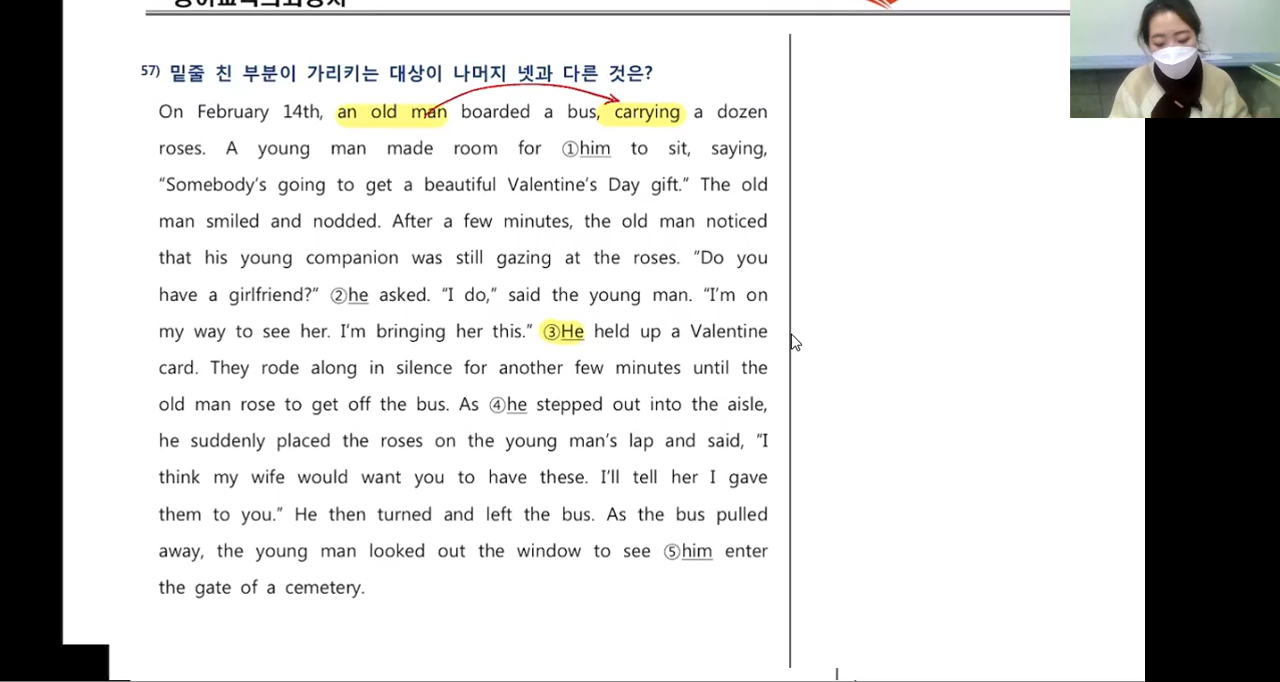 57) 밑줄 친 부분이 가리키는 대상이 나머지 넷과 다른 것은?
On February 14th, an old man boarded a bus, carrying a dozen
roses. A young man made room for ①him to sit, saying,
“Somebody’s going to get a beautiful Valentine’s Day gift.” The old
man smiled and nodded. After a few minutes, the old man noticed
that his young companion was still gazing at the roses. “Do you
have a girlfriend?” ②he asked. “I do,” said the young man. “I’m on
my way to see her. I’m bringing her this.” ③He held up a Valentine
card. They rode along in silence for another few minutes until the
old man rose to get off the bus. As ④he stepped out into the aisle,
he suddenly placed the roses on the young man’s lap and said, “I
think my wife would want you to have these. I’ll tell her I gave
them to you.” He then turned and left the bus. As the bus pulled
away, the young man looked out the window to see ⑤him enter
the gate of a cemetery.